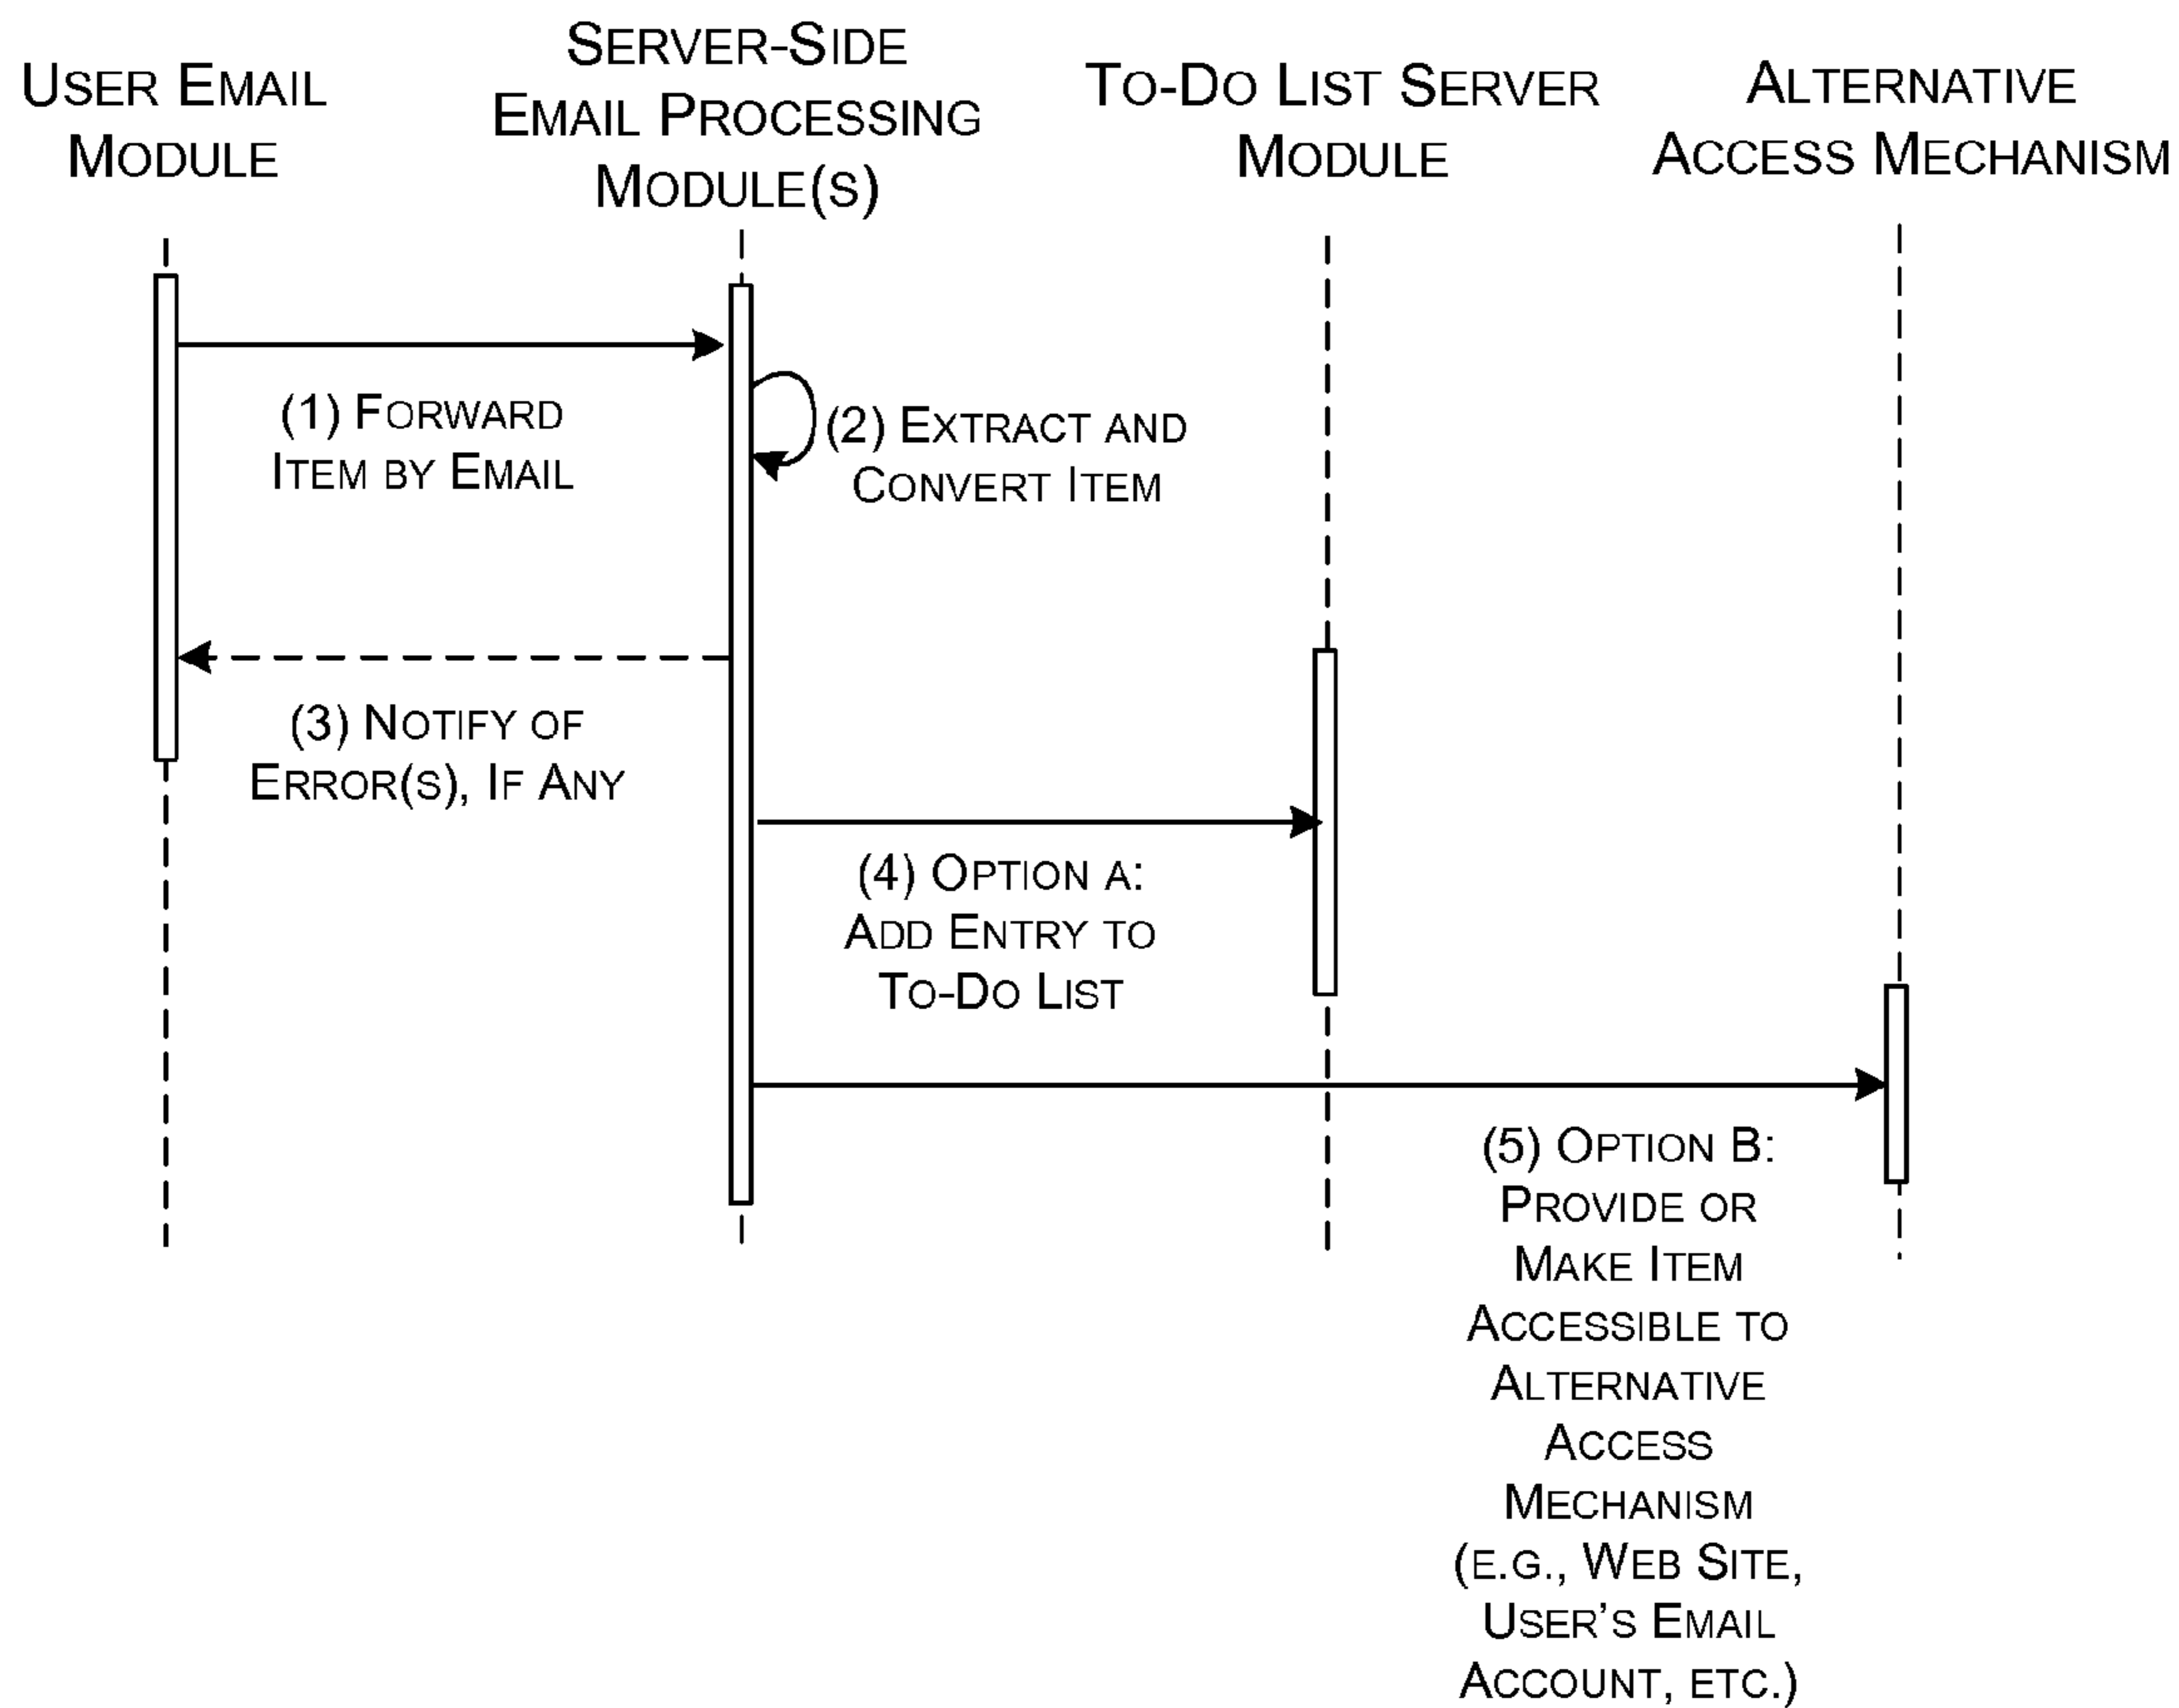 USER EMAIL
MODULE
SERVER-SIDE
EMAIL PROCESSING
MODULE(S)
TO-DO LIST SERVER
MODULE
ALTERNATIVE
ACCESS MECHANISM
(1) FORWARD
ITEM BY EMAIL
(2) EXTRACT AND
CONVERT ITEM
(3) NOTIFY OF
ERROR(S), IF ANY
(4) OPTION A:
ADD ENTRY TO
TO-DO LIST
(5) OPTION B:
PROVIDE OR
MAKE ITEM
ACCESSIBLE TO
ALTERNATIVE
ACCESS
MECHANISM
(E.G., WEB SITE,
USER'S EMAIL
ACCOUNT, ETC.)